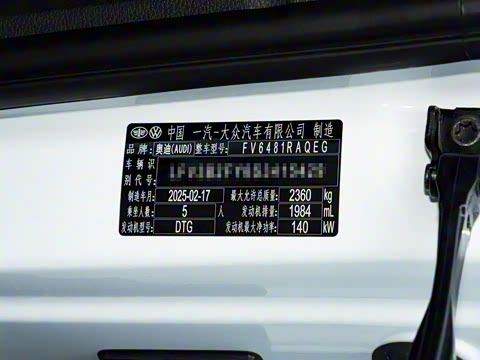 中国 一汽-大众汽车有限公司 制造
品牌 奥迪(AUDI) 整车型号 FV6481RAQEG
车辆识别代号:
制造年月: 2025-02-17 最大允许总质量: 2360 kg
乘坐人数: 5 人 发动机排量: 1984 mL
发动机型号: DTG 发动机最大净功率: 140 kW